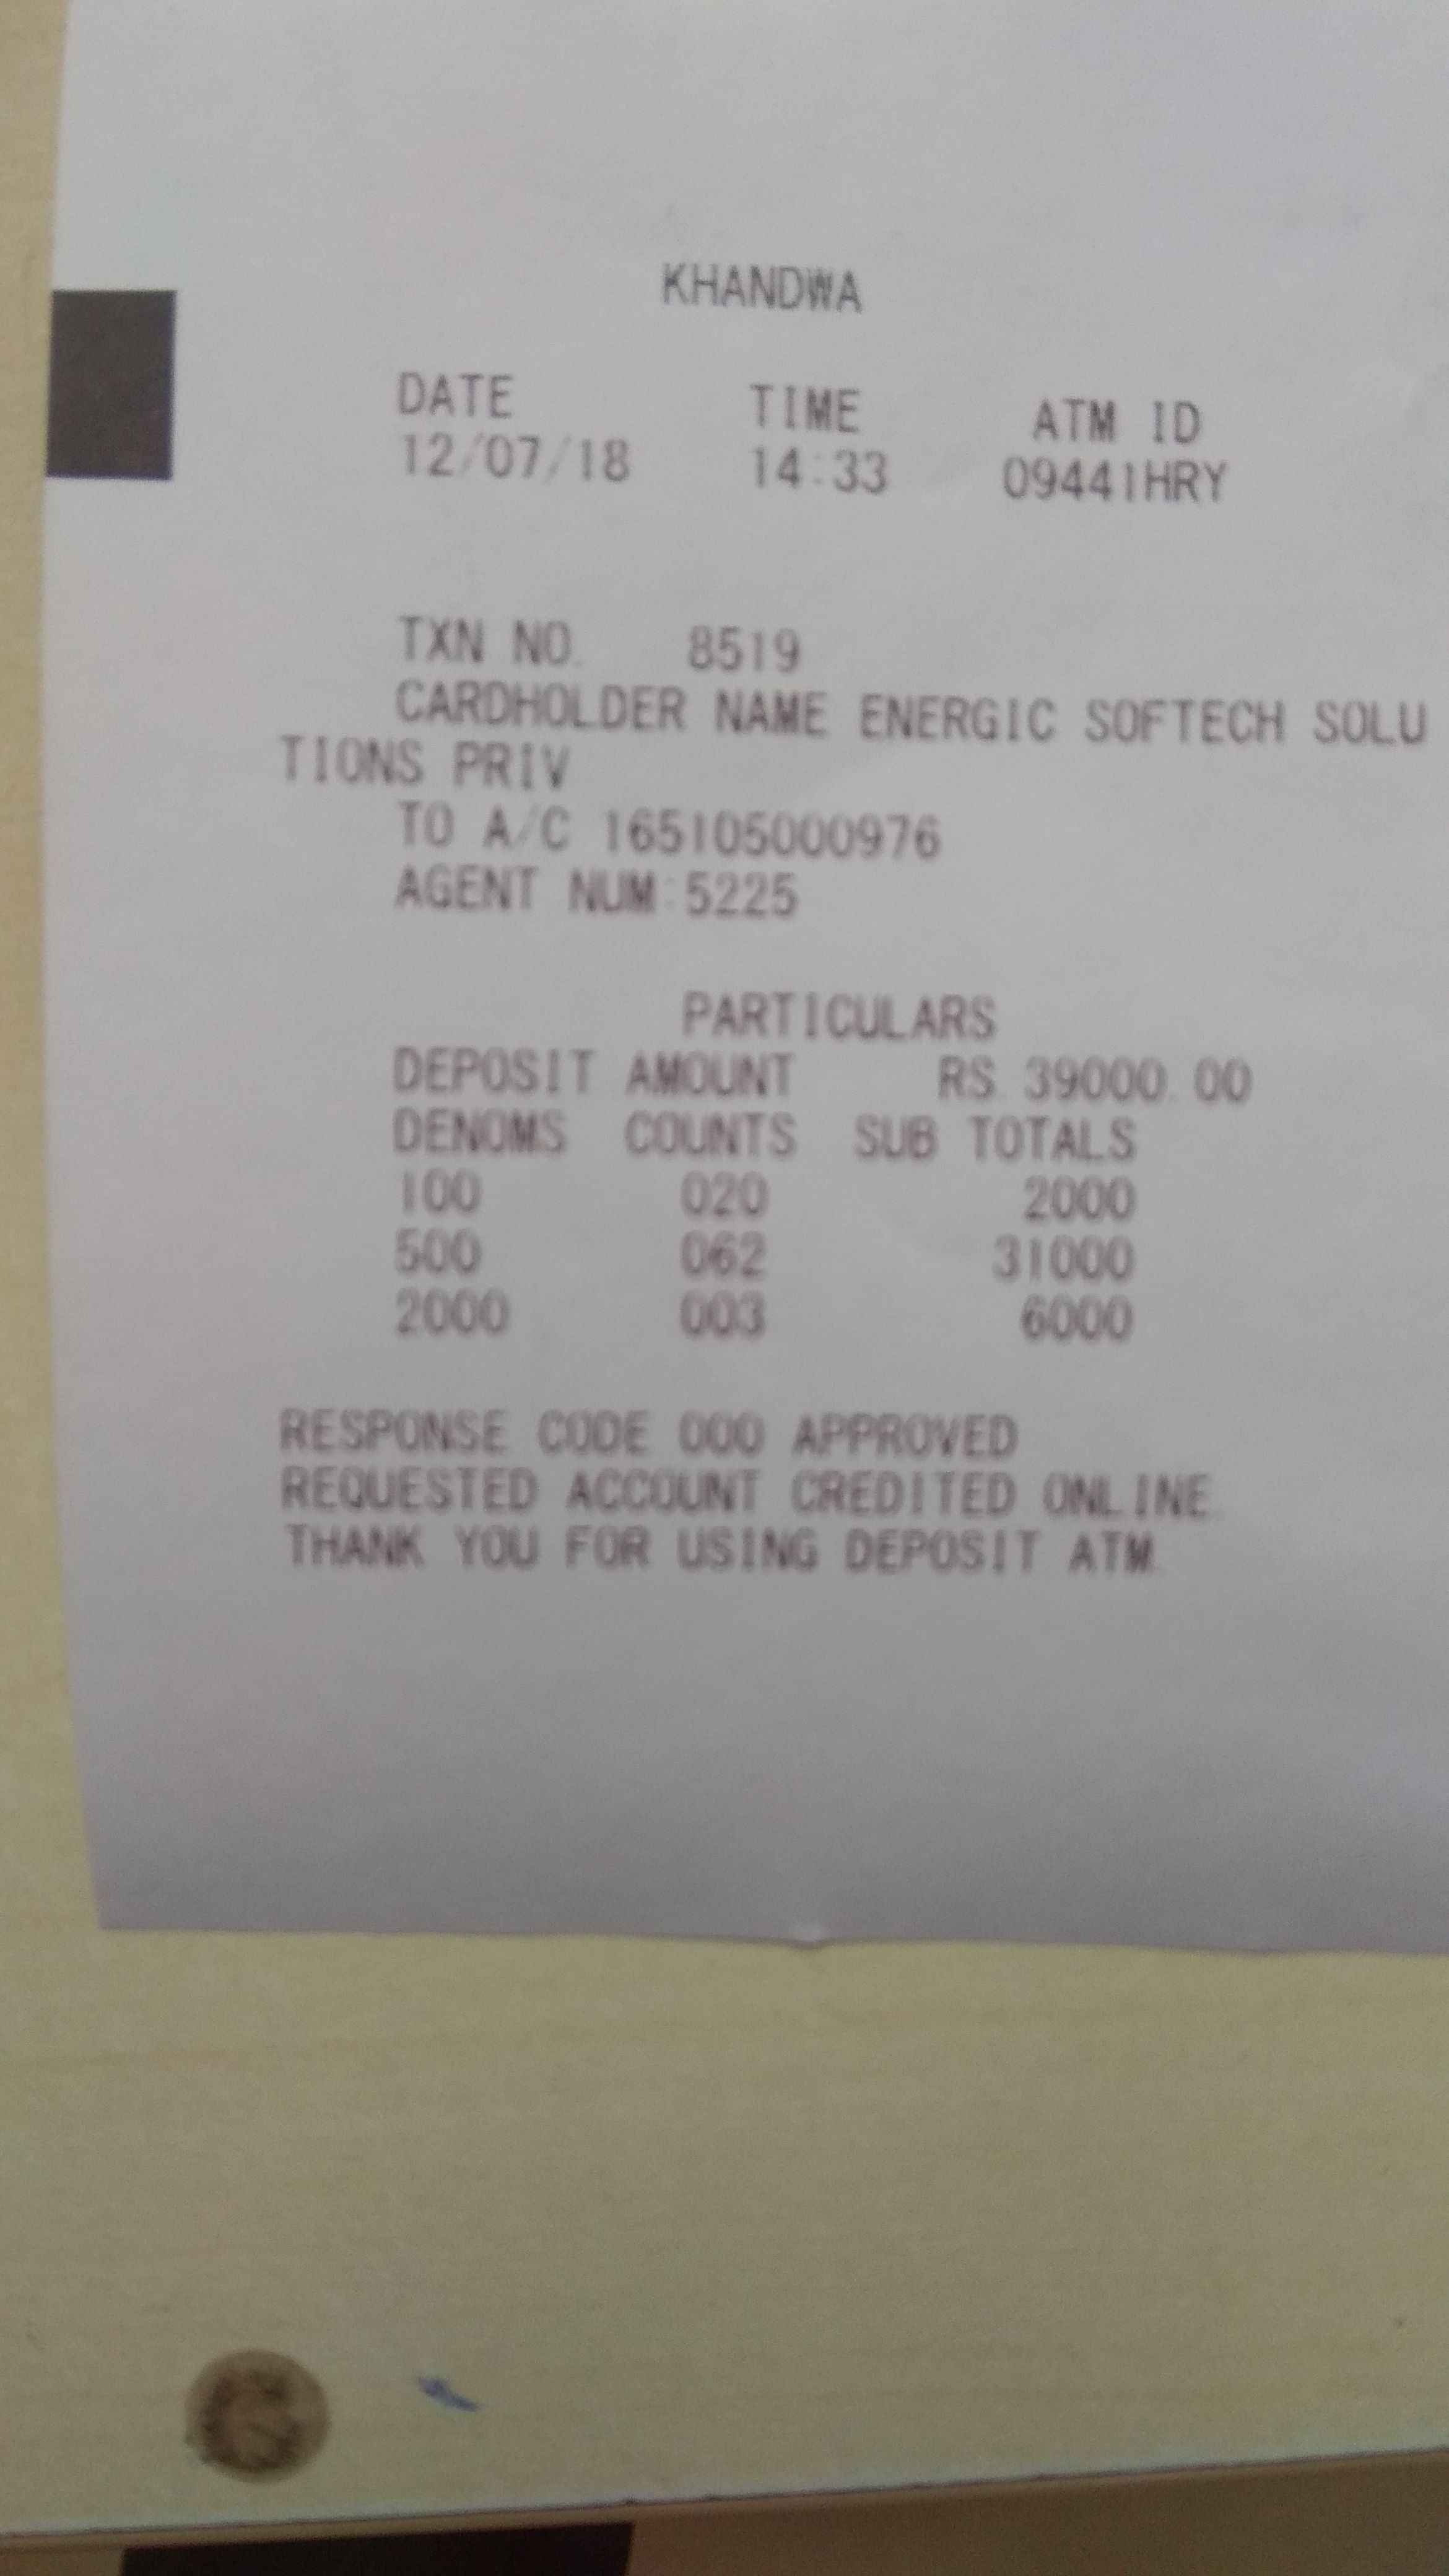 KHANDWA
DATE TIME ATM ID
12/07/18 14:33 09441HRY
TXN NO. 8519
CARDHOLDER NAME ENERGIC SOFTECH SOLU
TIONS PRIV
TO A/C 165105000976
AGENT NUM:5225
PARTICULARS
DEPOSIT AMOUNT RS.39000.00
DENOMS COUNTS SUB TOTALS
100 020 2000
500 062 31000
2000 003 6000
RESPONSE CODE 000 APPROVED
REQUESTED ACCOUNT CREDITED ONLINE.
THANK YOU FOR USING DEPOSIT ATM.